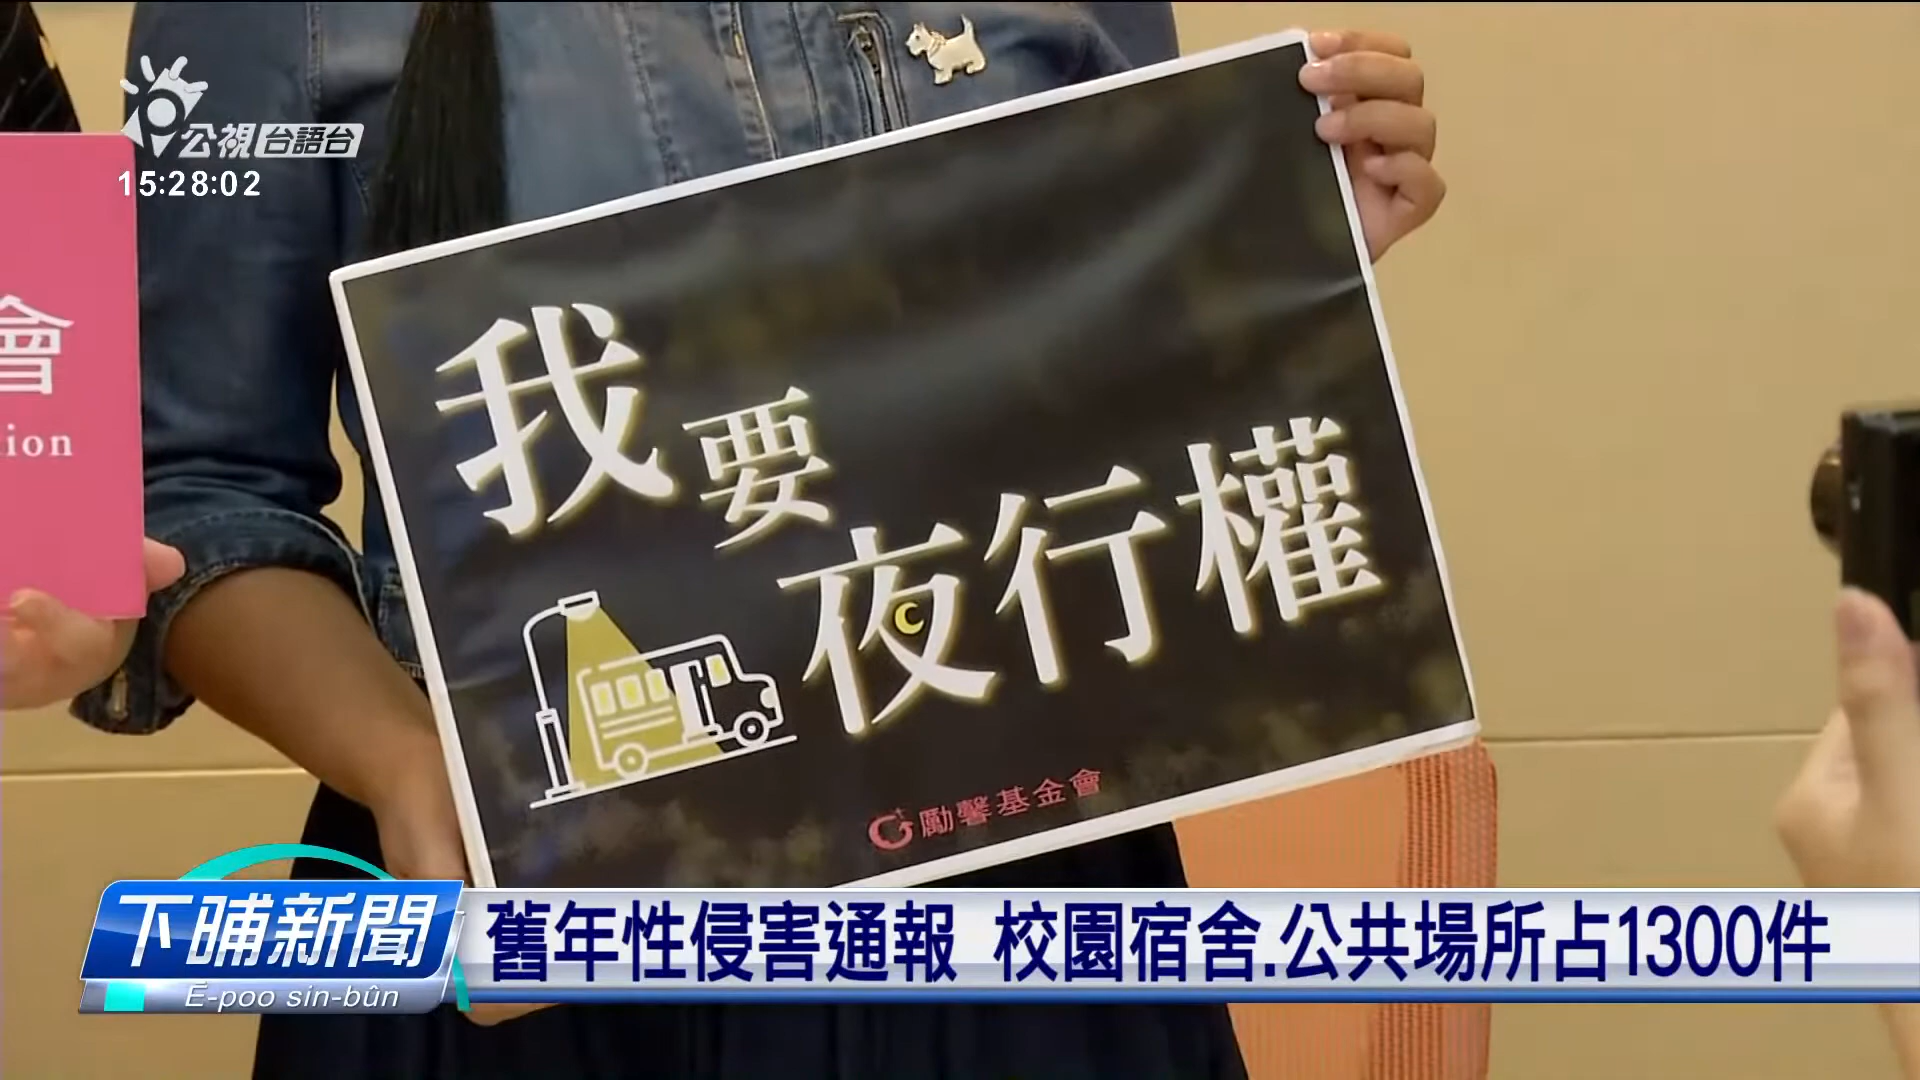 公視台語台
15:28:02
會
ion
我要
夜行權
勵馨基金會
下晡新聞
Ē-poo sin-bûn
舊年性侵害通報 校園宿舍.公共場所占1300件